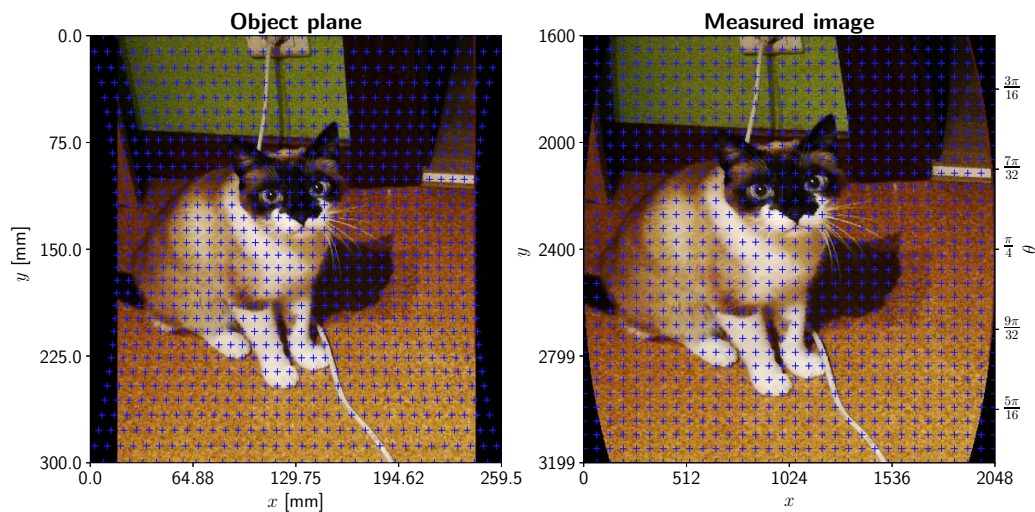 Object plane
Measured image
0.0
75.0
150.0
225.0
300.0
y [mm]
0.0
64.88
129.75
194.62
259.5
x [mm]
1600
2000
2400
2799
3199
y
0
512
1024
1536
2048
x
3π/16
7π/32
π/4
9π/32
5π/16
θ